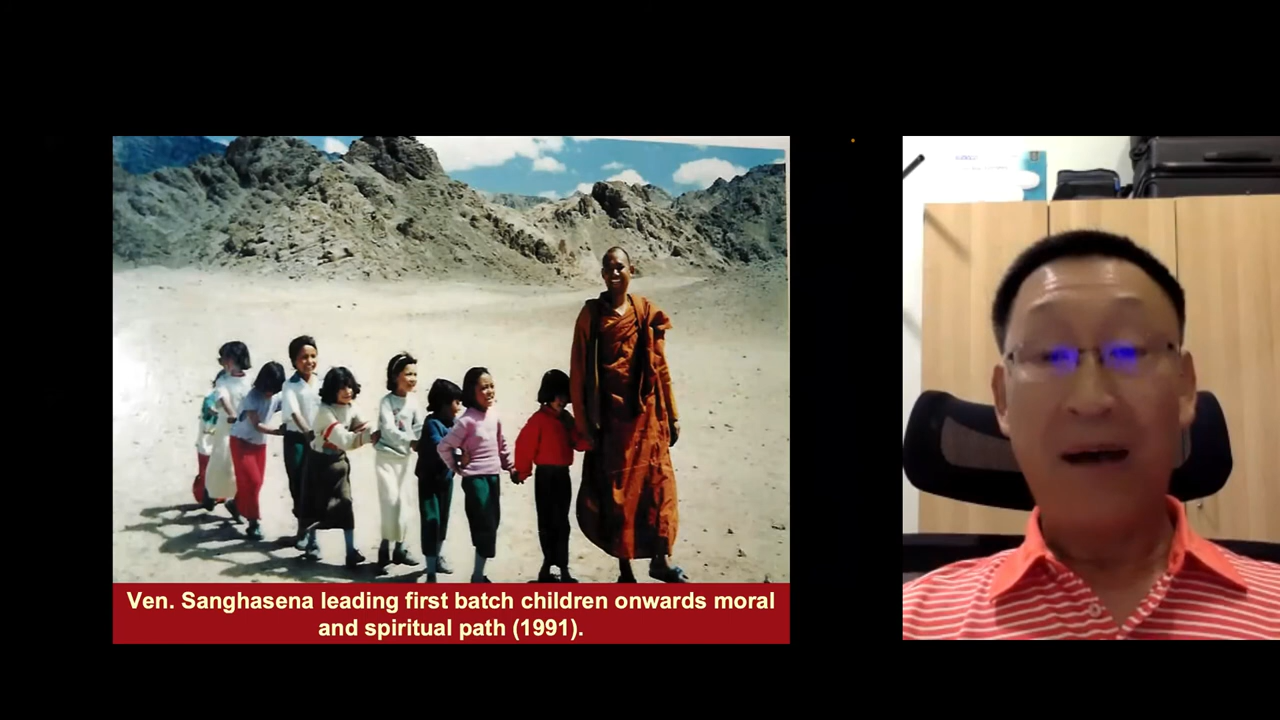 Ven. Sanghasena leading first batch children onwards moral
and spiritual path (1991).